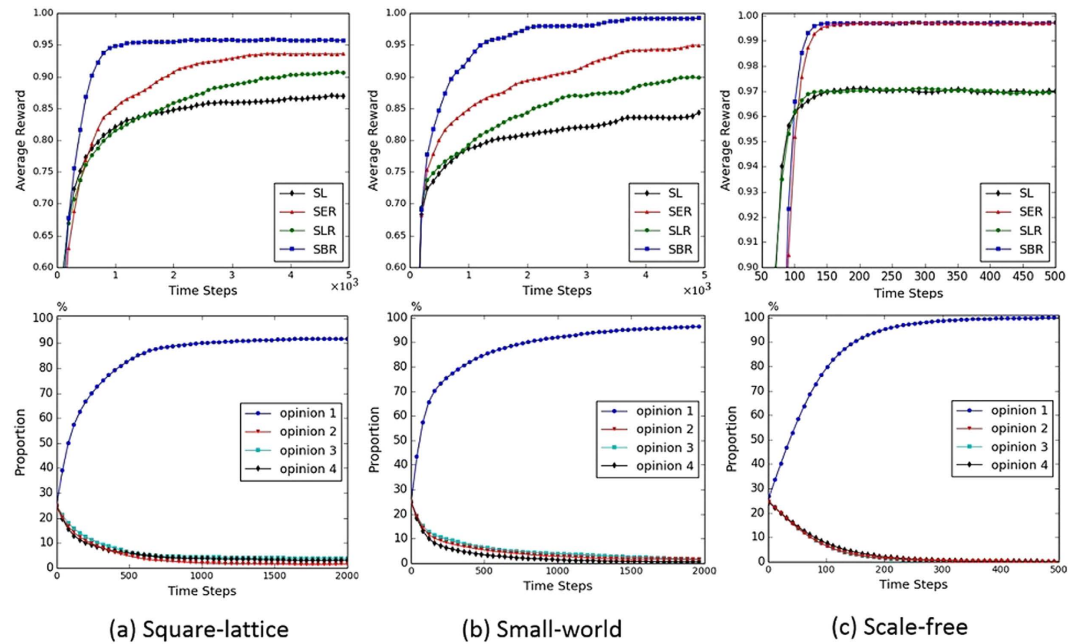 1.00
0.95
0.90
0.85
0.80
0.75
0.70
0.65
0.60
Average Reward
SL
SER
SLR
SBR
0 1 2 3 4 5
×10³
Time Steps
1.00
0.95
0.90
0.85
0.80
0.75
0.70
0.65
0.60
Average Reward
SL
SER
SLR
SBR
0 1 2 3 4 5
×10³
Time Steps
1.00
0.99
0.98
0.97
0.96
0.95
0.94
0.93
0.92
0.91
0.90
Average Reward
SL
SER
SLR
SBR
50 100 150 200 250 300 350 400 450 500
Time Steps
%
100
90
80
70
60
50
40
30
20
10
0
Proportion
opinion 1
opinion 2
opinion 3
opinion 4
0 500 1000 1500 2000
Time Steps
%
100
90
80
70
60
50
40
30
20
10
0
Proportion
opinion 1
opinion 2
opinion 3
opinion 4
0 500 1000 1500 2000
Time Steps
%
100
90
80
70
60
50
40
30
20
10
0
Proportion
opinion 1
opinion 2
opinion 3
opinion 4
0 100 200 300 400 500
Time Steps
(a) Square-lattice
(b) Small-world
(c) Scale-free